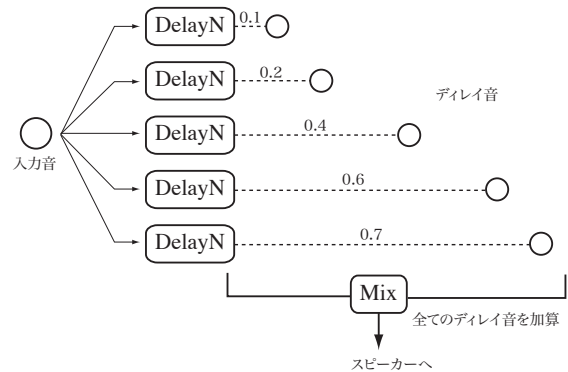 DelayN
0.1
DelayN
0.2
ディレイ音
DelayN
0.4
入力音
DelayN
0.6
DelayN
0.7
Mix
全てのディレイ音を加算
スピーカーへ